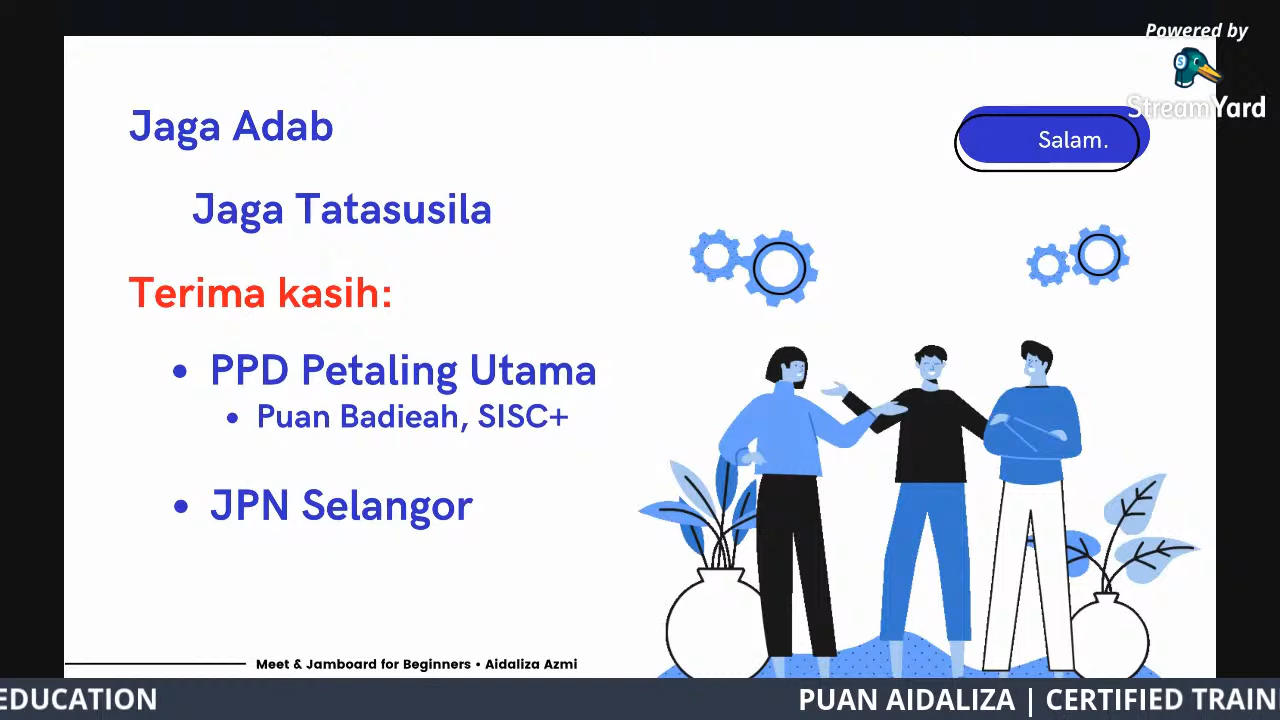 Powered by
StreamYard
Jaga Adab
Salam.
Jaga Tatasusila
Terima kasih:
• PPD Petaling Utama
• Puan Badieah, SISC+
• JPN Selangor
Meet & Jamboard for Beginners • Aidaliza Azmi
EDUCATION
PUAN AIDALIZA | CERTIFIED TRAIN